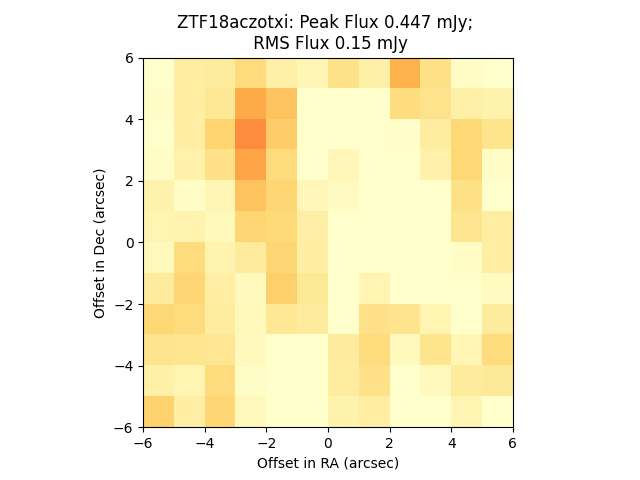 ZTF18aczotxi: Peak Flux 0.447 mJy;
RMS Flux 0.15 mJy
6
4
2
0
−2
−4
−6
Offset in Dec (arcsec)
−6 −4 −2 0 2 4 6
Offset in RA (arcsec)